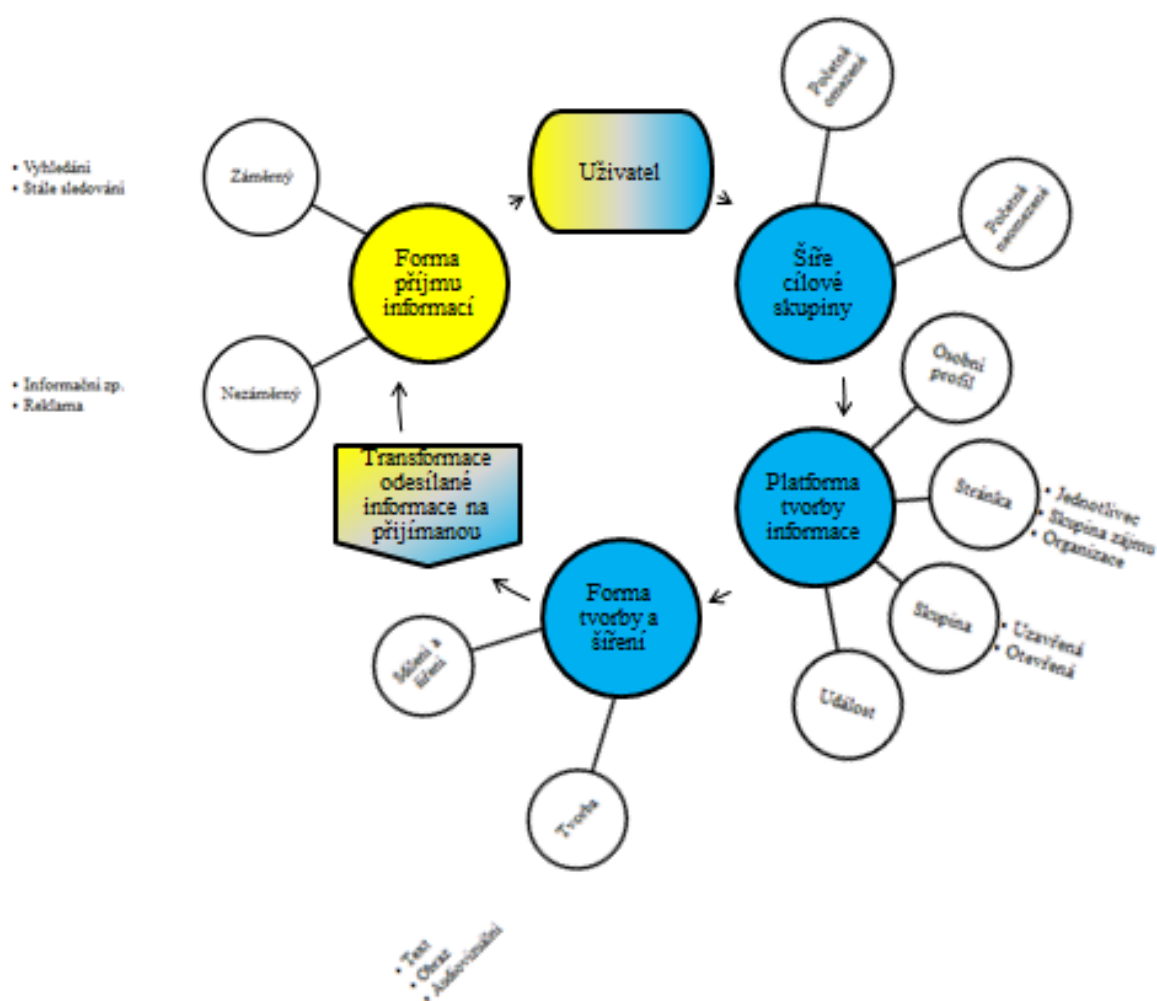 Početně
omezené
Uživatel
• Vyhledání
• Stále sledování
Záměrný
Početně
neomezené
Forma
příjmu
informací
Šíře
cílové
skupiny
• Informační zp.
• Reklama
Nezáměrný
Osobní
profil
Transformace
odesílané
informace na
přijímanou
Platforma
tvorby
informace
Stránka
• Jednotlivec
• Skupina zájmu
• Organizace
Forma
tvorby a
šíření
Skupina
• Uzavřená
• Otevřená
Sdílení a
šíření
Událost
Tvorba
• Text
• Obraz
• Audiovizuální